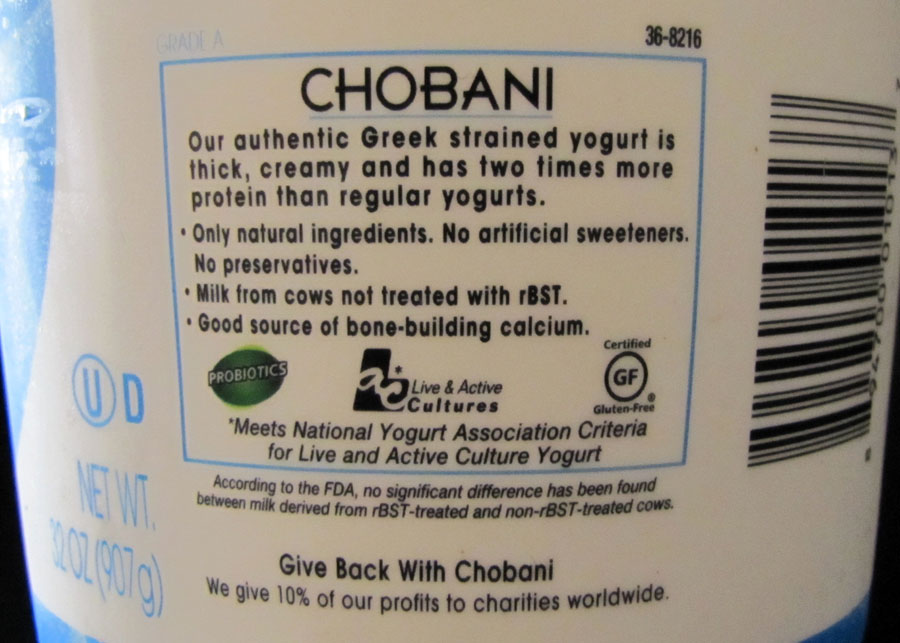 GRADE A
36-8216
CHOBANI
Our authentic Greek strained yogurt is
thick, creamy and has two times more
protein than regular yogurts.
• Only natural ingredients. No artificial sweeteners.
No preservatives.
• Milk from cows not treated with rBST.
• Good source of bone-building calcium.
PROBIOTICS
ac*
Live & Active
Cultures
Certified
GF
®
Gluten-Free
*Meets National Yogurt Association Criteria
for Live and Active Culture Yogurt
U D
NET WT.
32 OZ (907g)
According to the FDA, no significant difference has been found
between milk derived from rBST-treated and non-rBST-treated cows.
Give Back With Chobani
We give 10% of our profits to charities worldwide.